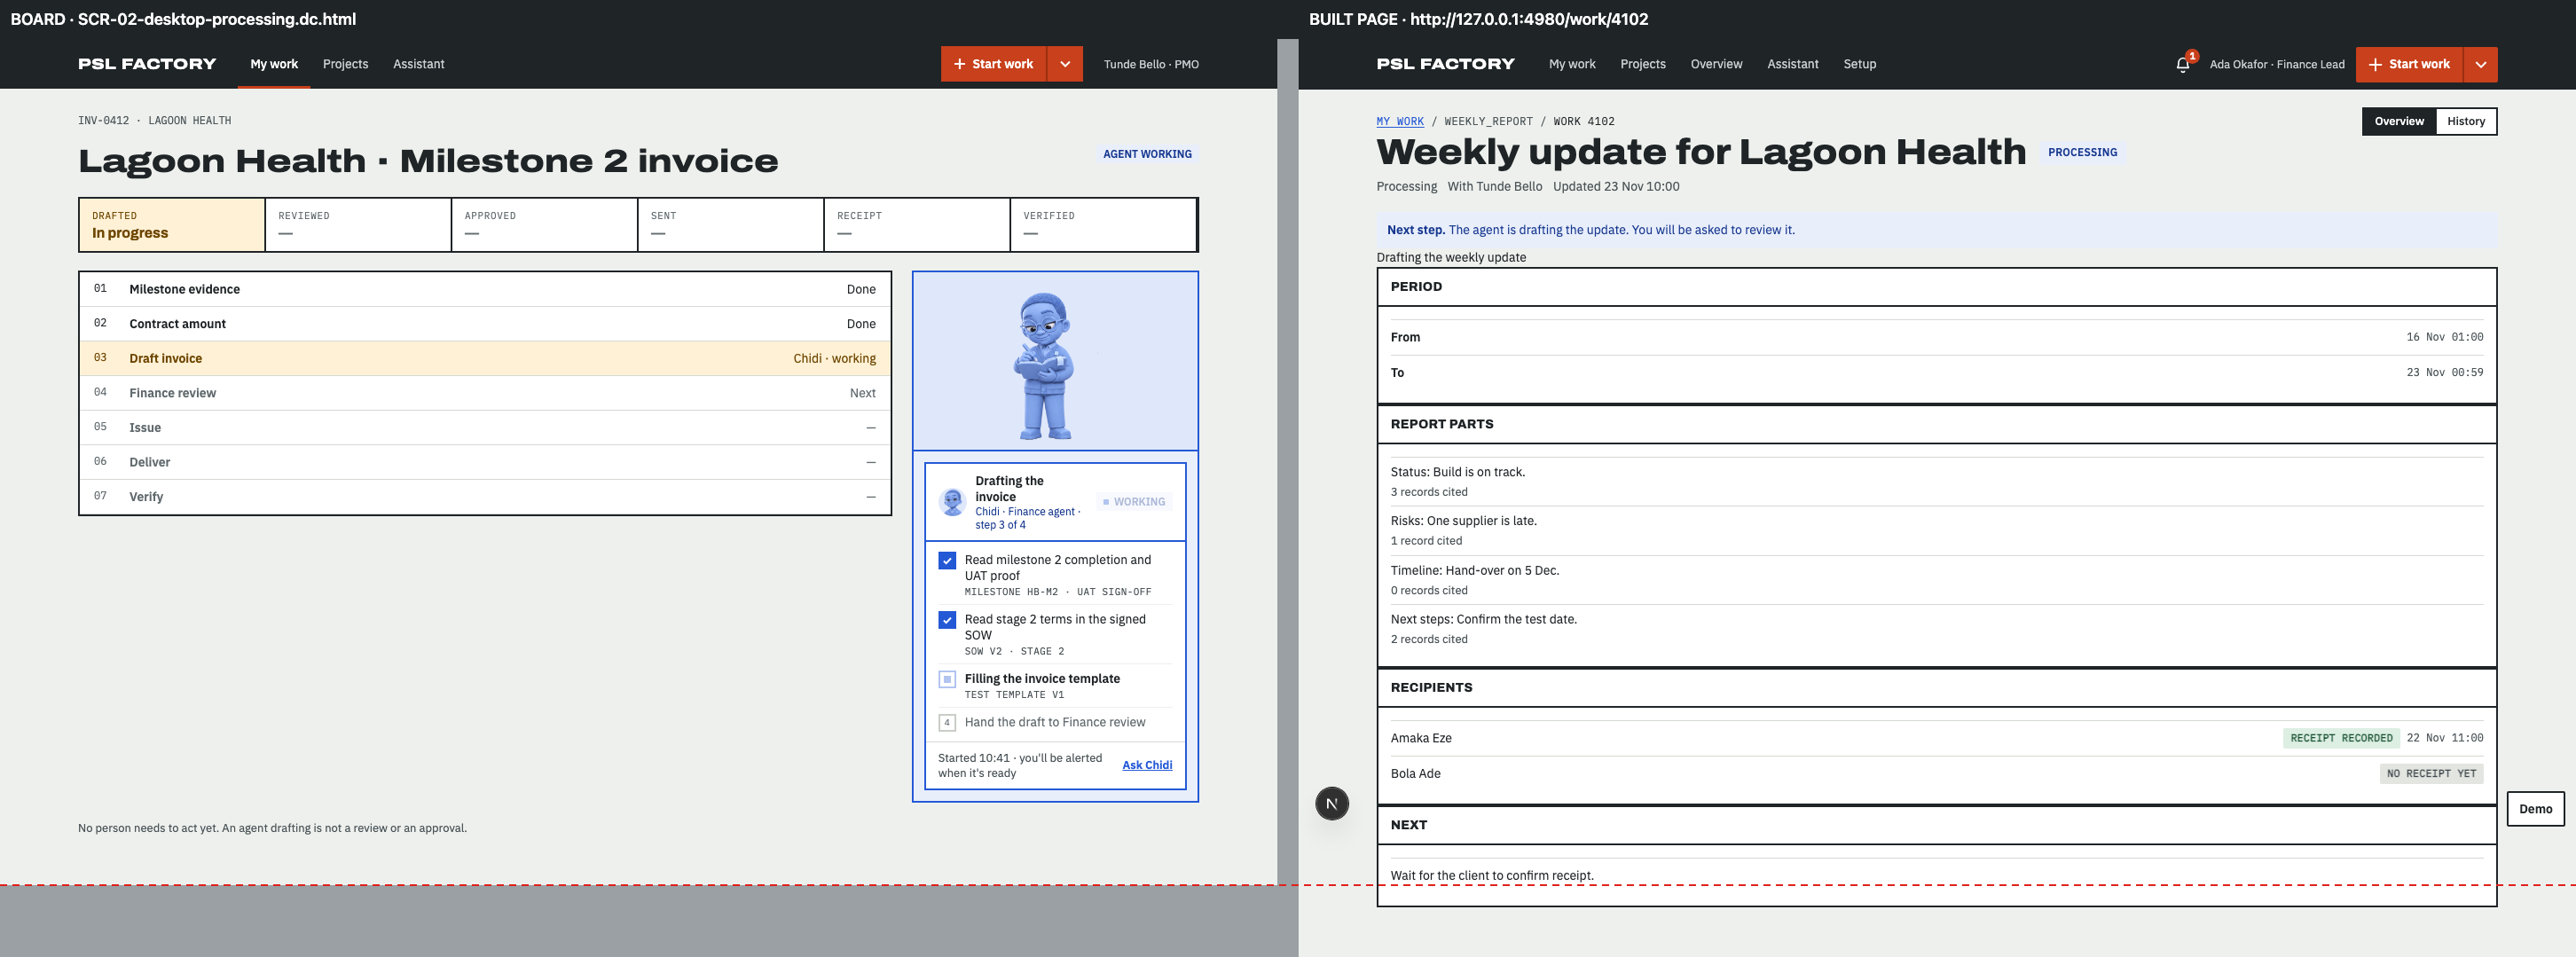 BOARD · SCR-02-desktop-processing.dc.html
PSL FACTORY
My work
Projects
Assistant
+ Start work
Tunde Bello · PMO
INV-0412 · LAGOON HEALTH
Lagoon Health · Milestone 2 invoice
AGENT WORKING
DRAFTED
In progress
REVIEWED
—
APPROVED
—
SENT
—
RECEIPT
—
VERIFIED
—
01 Milestone evidence Done
02 Contract amount Done
03 Draft invoice Chidi · working
04 Finance review Next
05 Issue —
06 Deliver —
07 Verify —
Drafting the
invoice
Chidi · Finance agent ·
step 3 of 4
WORKING
Read milestone 2 completion and
UAT proof
MILESTONE HB-M2 · UAT SIGN-OFF
Read stage 2 terms in the signed
SOW
SOW V2 · STAGE 2
Filling the invoice template
TEST TEMPLATE V1
4 Hand the draft to Finance review
Started 10:41 · you'll be alerted
when it's ready
Ask Chidi
No person needs to act yet. An agent drafting is not a review or an approval.
BUILT PAGE · http://127.0.0.1:4980/work/4102
PSL FACTORY
My work
Projects
Overview
Assistant
Setup
1
Ada Okafor · Finance Lead
+ Start work
MY WORK / WEEKLY_REPORT / WORK 4102
Overview
History
Weekly update for Lagoon Health
PROCESSING
Processing With Tunde Bello Updated 23 Nov 10:00
Next step. The agent is drafting the update. You will be asked to review it.
Drafting the weekly update
PERIOD
From 16 Nov 01:00
To 23 Nov 00:59
REPORT PARTS
Status: Build is on track.
3 records cited
Risks: One supplier is late.
1 record cited
Timeline: Hand-over on 5 Dec.
0 records cited
Next steps: Confirm the test date.
2 records cited
RECIPIENTS
Amaka Eze RECEIPT RECORDED 22 Nov 11:00
Bola Ade NO RECEIPT YET
N
Demo
NEXT
Wait for the client to confirm receipt.